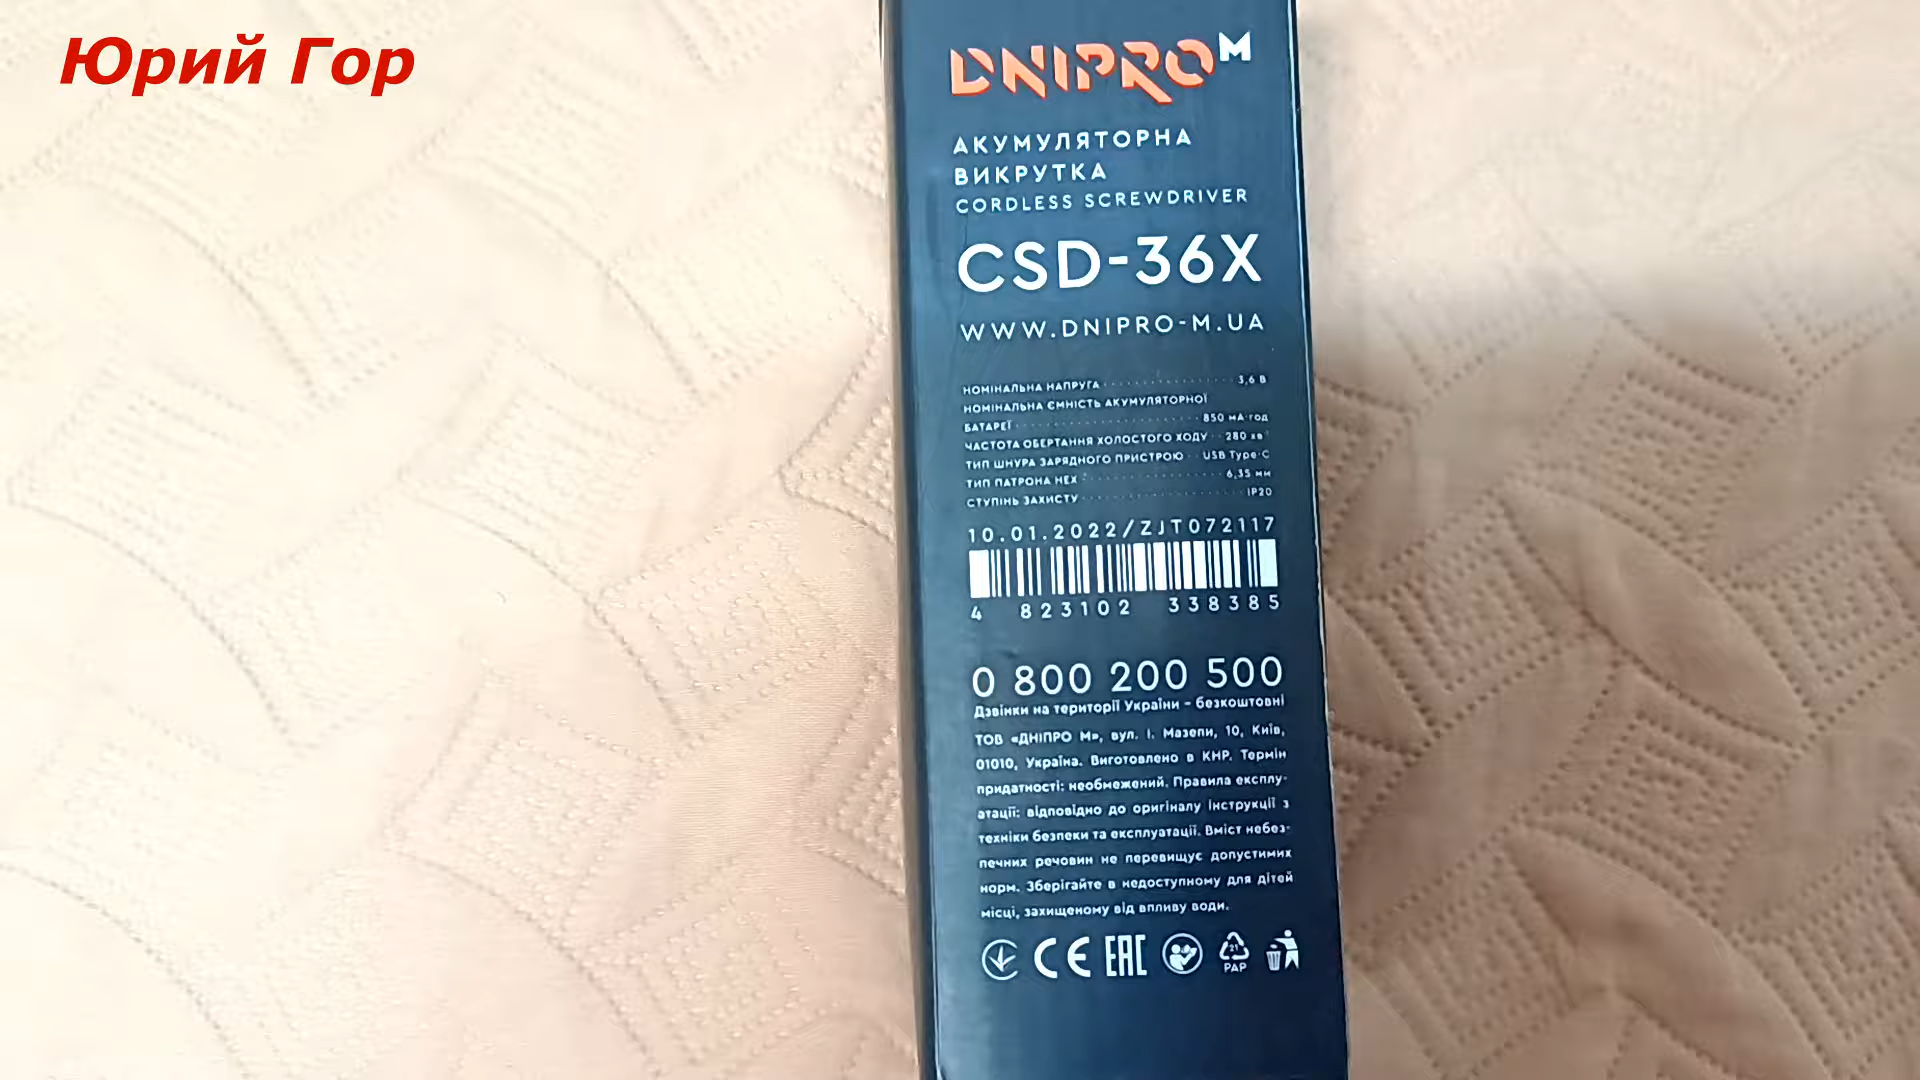 Юрий Гор
DNIPRO M
АКУМУЛЯТОРНА
ВИКРУТКА
CORDLESS SCREWDRIVER
CSD-36X
WWW.DNIPRO-M.UA
НОМІНАЛЬНА НАПРУГА 3,6 В
НОМІНАЛЬНА ЄМНІСТЬ АКУМУЛЯТОРНОЇ
БАТАРЕЇ 850 мА·год
ЧАСТОТА ОБЕРТАННЯ ХОЛОСТОГО ХОДУ 280 хв⁻¹
ТИП ШНУРА ЗАРЯДНОГО ПРИСТРОЮ USB Type-C
ТИП ПАТРОНА HEX 6,35 мм
СТУПІНЬ ЗАХИСТУ IP20
10.01.2022/ZJT072117
4 823102 338385
0 800 200 500
Дзвінки на території України - безкоштовні
ТОВ «ДНІПРО М», вул. І. Мазепи, 10, Київ,
01010, Україна. Виготовлено в КНР. Термін
придатності: необмежений. Правила експлу-
атації: відповідно до оригіналу інструкції з
техніки безпеки та експлуатації. Вміст небез-
печних речовин не перевищує допустимих
норм. Зберігайте в недоступному для дітей
місці, захищеному від впливу води.
CE EAC 21 PAP